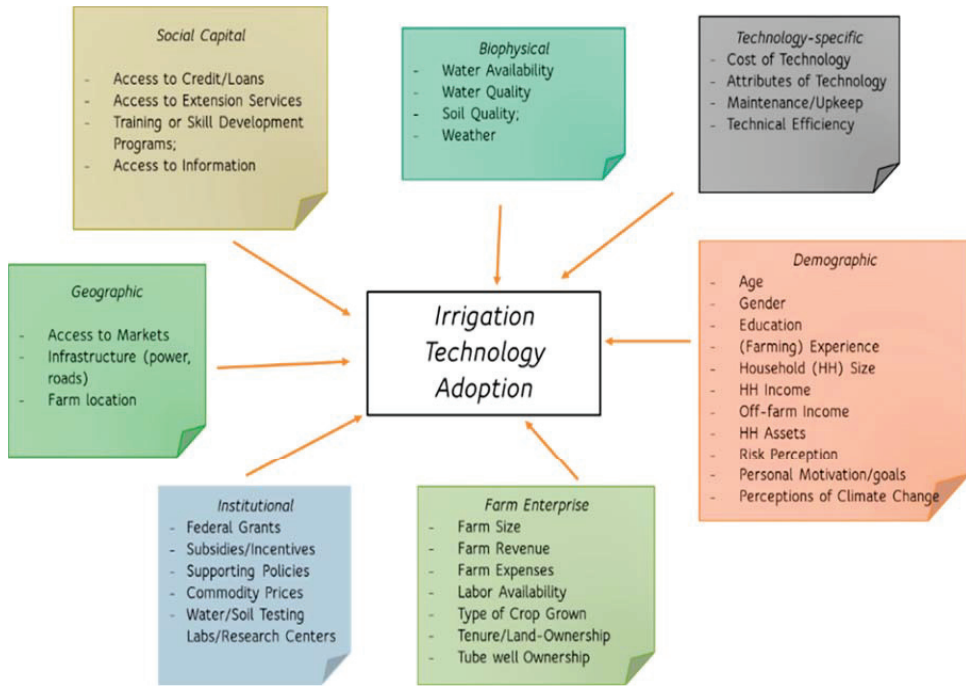 Social Capital
- Access to Credit/Loans
- Access to Extension Services
- Training or Skill Development
Programs;
- Access to Information
Biophysical
- Water Availability
- Water Quality
- Soil Quality;
- Weather
Technology-specific
- Cost of Technology
- Attributes of Technology
- Maintenance/Upkeep
- Technical Efficiency
Geographic
- Access to Markets
- Infrastructure (power,
roads)
- Farm location
Irrigation
Technology
Adoption
Demographic
- Age
- Gender
- Education
- (Farming) Experience
- Household (HH) Size
- HH Income
- Off-farm Income
- HH Assets
- Risk Perception
- Personal Motivation/goals
- Perceptions of Climate Change
Institutional
- Federal Grants
- Subsidies/Incentives
- Supporting Policies
- Commodity Prices
- Water/Soil Testing
Labs/Research Centers
Farm Enterprise
- Farm Size
- Farm Revenue
- Farm Expenses
- Labor Availability
- Type of Crop Grown
- Tenure/Land-Ownership
- Tube well Ownership